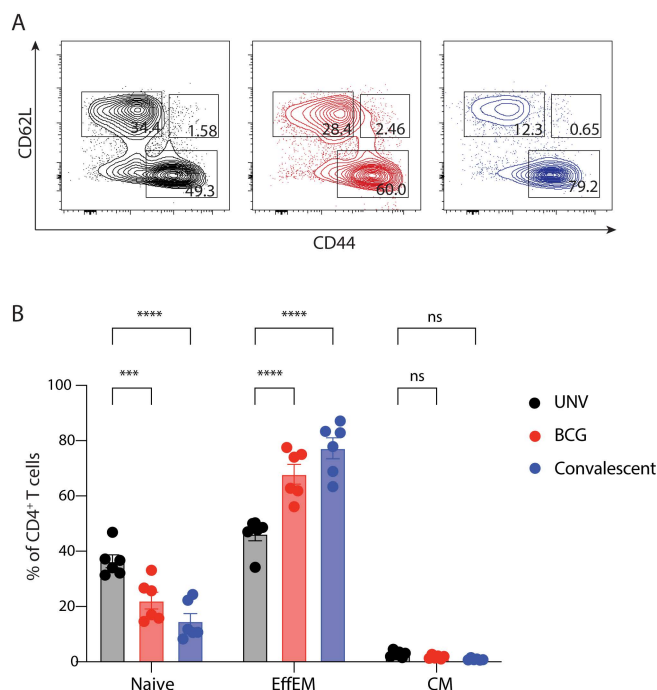 A
CD62L
34.4
1.58
49.3
28.4
2.46
60.0
12.3
0.65
79.2
CD44
B
**** **** ns
*** **** ns
% of CD4+ T cells
100
80
60
40
20
0
Naive EffEM CM
UNV
BCG
Convalescent